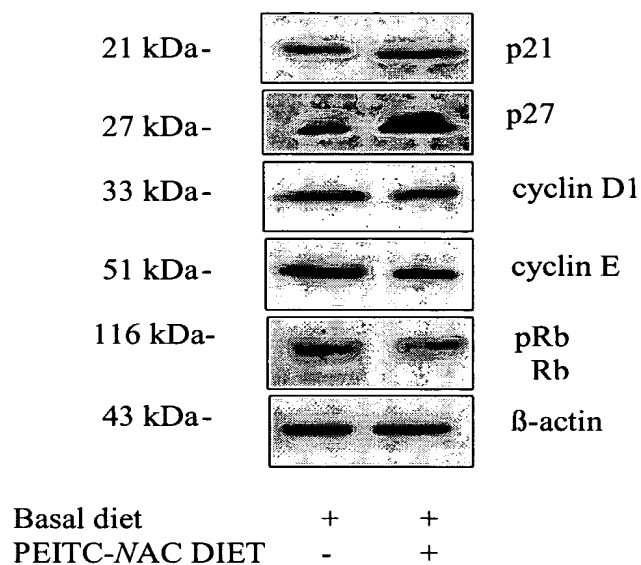 21 kDa- p21
27 kDa- p27
33 kDa- cyclin D1
51 kDa- cyclin E
116 kDa- pRb
Rb
43 kDa- ß-actin
Basal diet + +
PEITC-NAC DIET - +